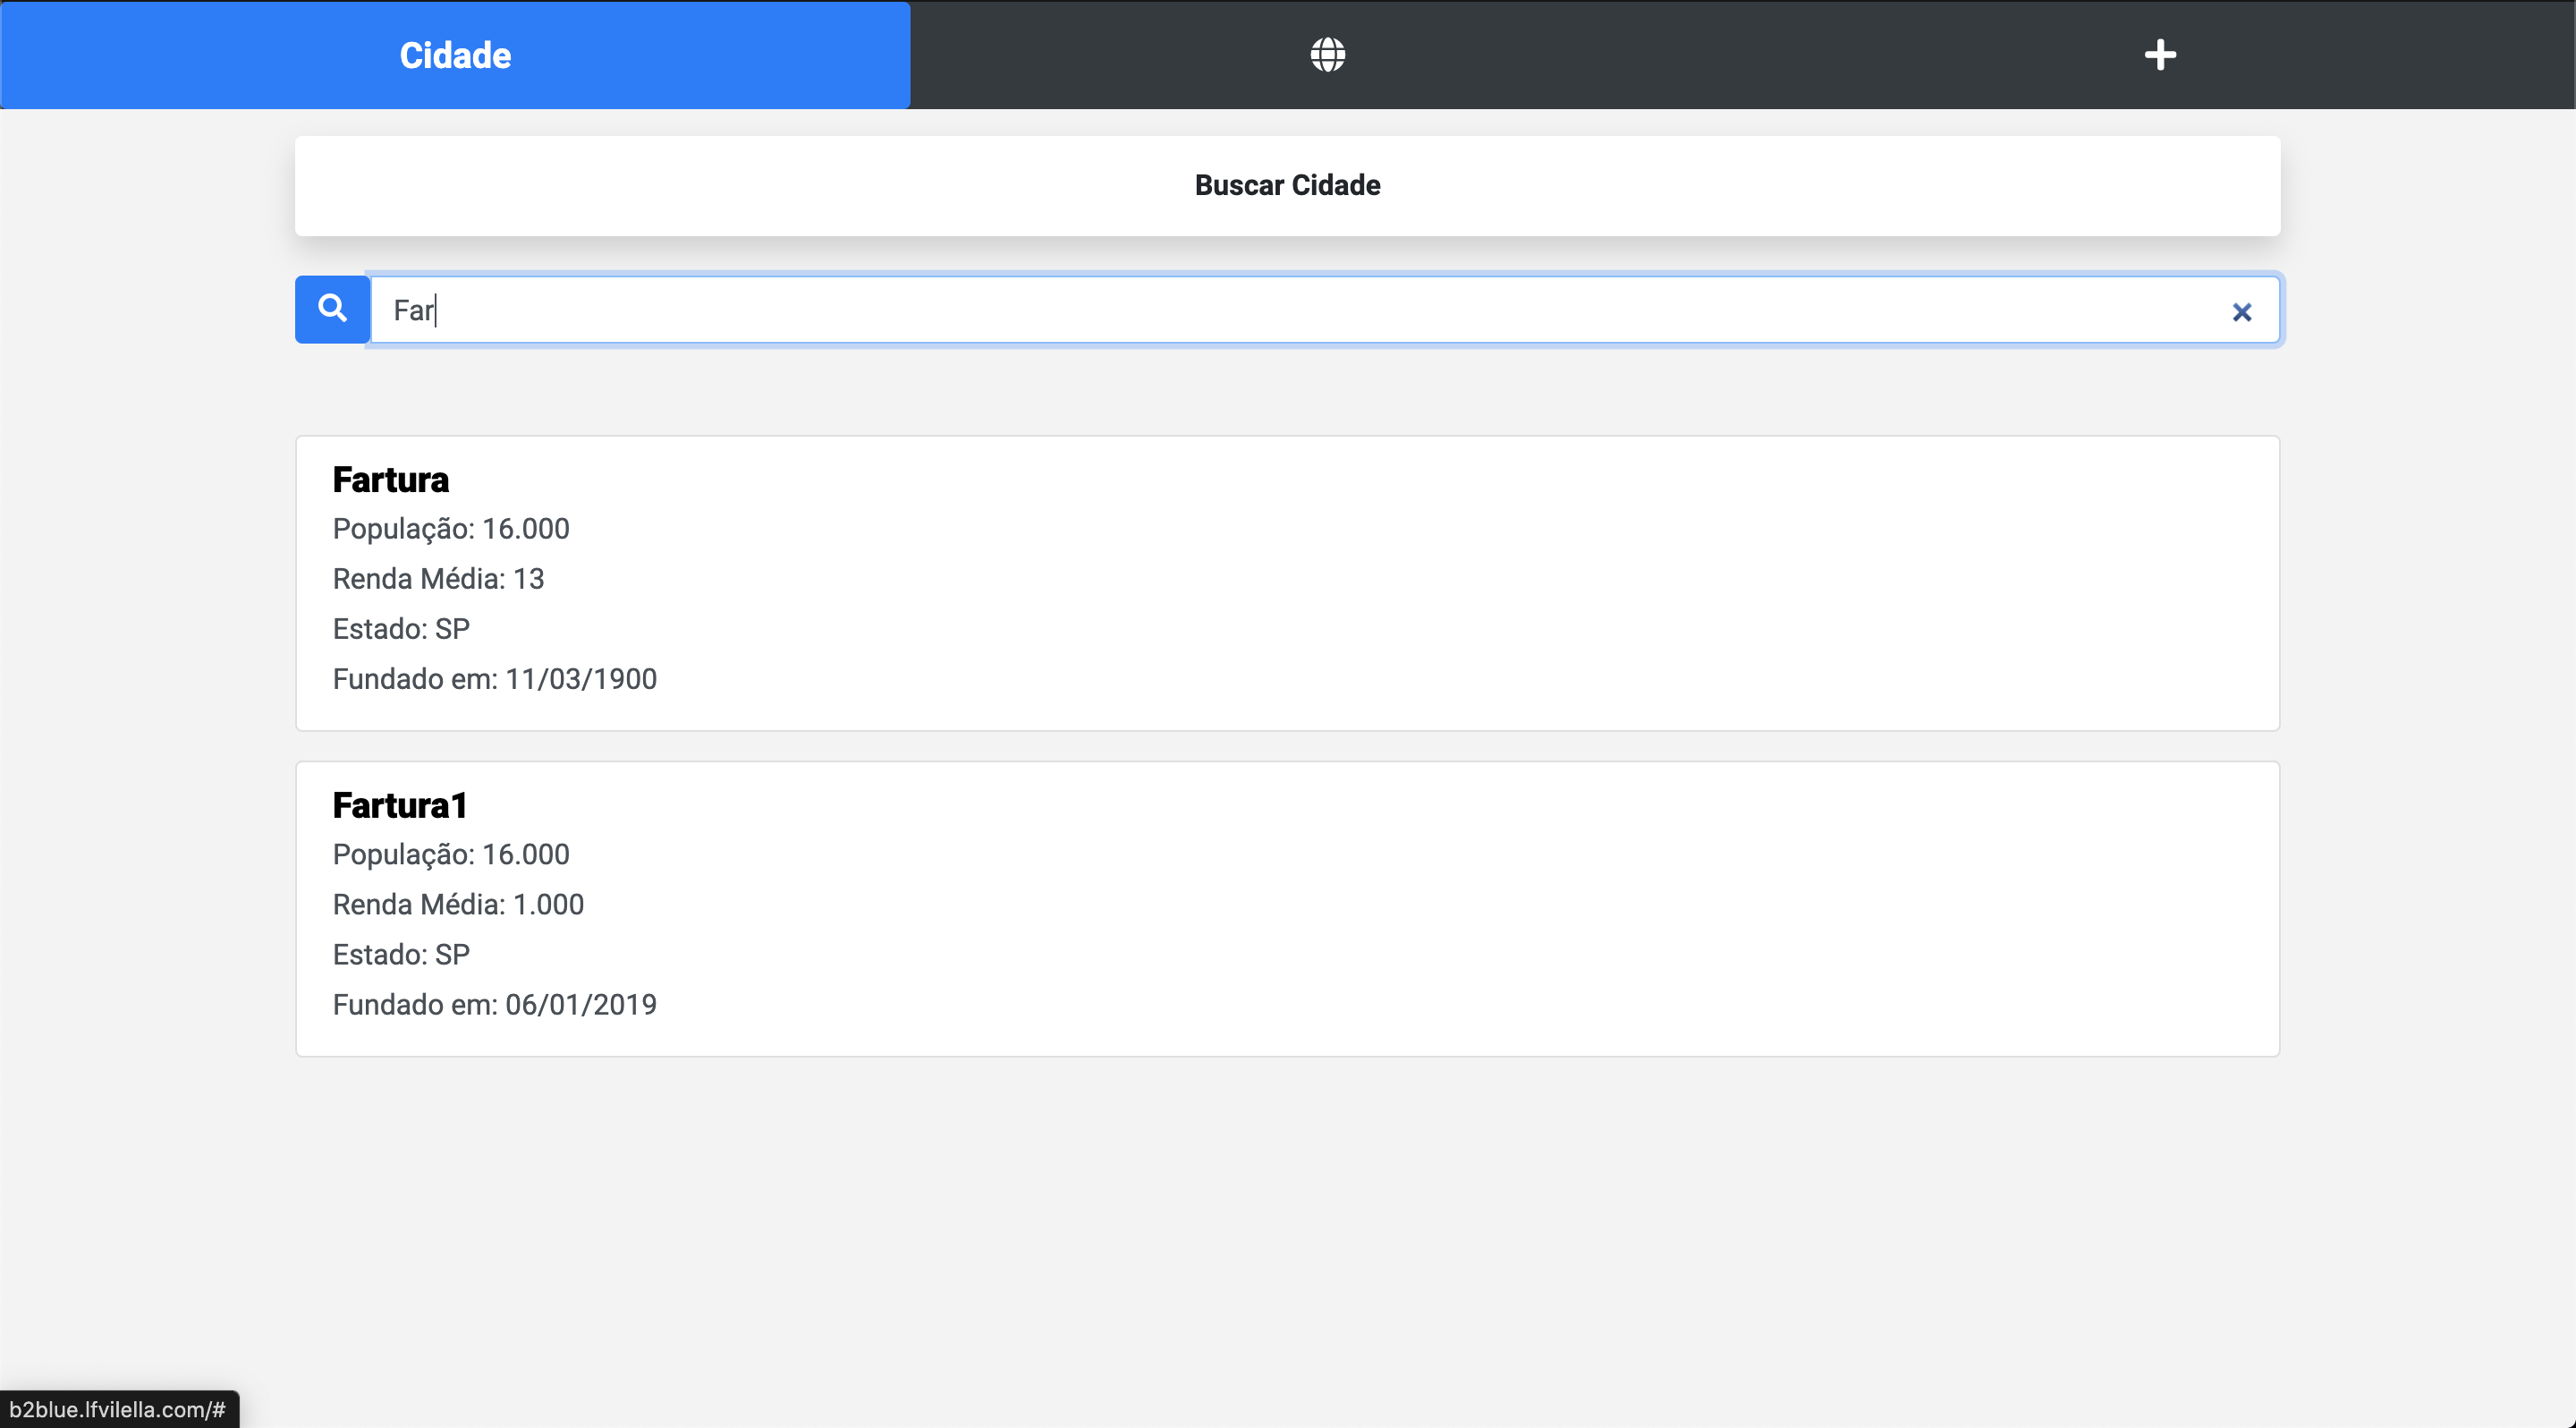 Cidade
Buscar Cidade
Far
Fartura
População: 16.000
Renda Média: 13
Estado: SP
Fundado em: 11/03/1900
Fartura1
População: 16.000
Renda Média: 1.000
Estado: SP
Fundado em: 06/01/2019
b2blue.lfvilella.com/#